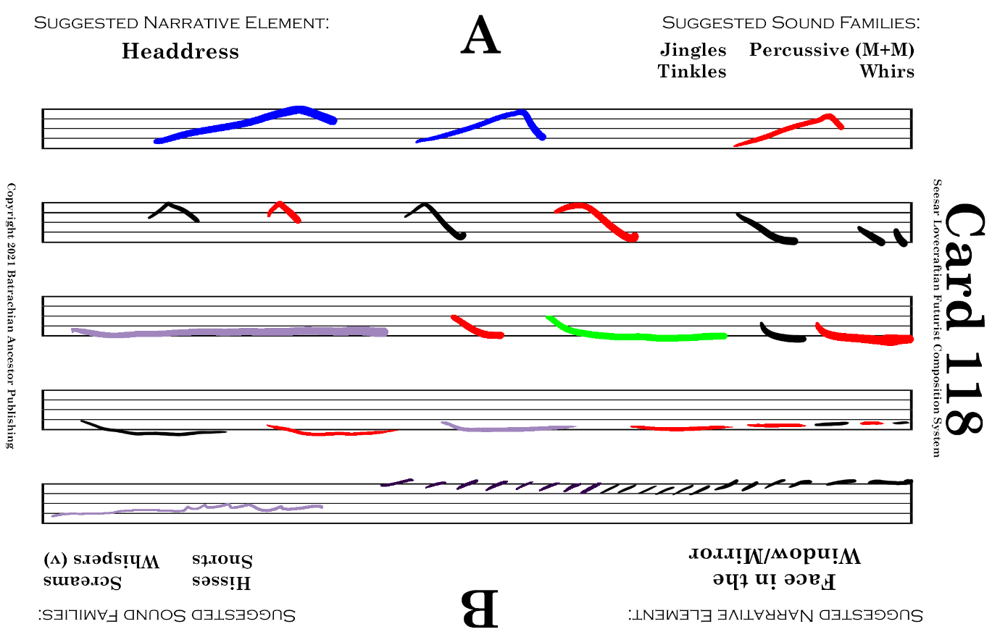 Suggested Narrative Element:
Headdress
A
Suggested Sound Families:
Jingles Percussive (M+M)
Tinkles Whirs
Copyright 2021 Batrachian Ancestor Publishing
Card 118
Seesar Lovecraftian Futurist Composition System
B
Suggested Narrative Element:
Face in the
Window/Mirror
Suggested Sound Families:
Hisses Screams
Snorts Whispers (v)